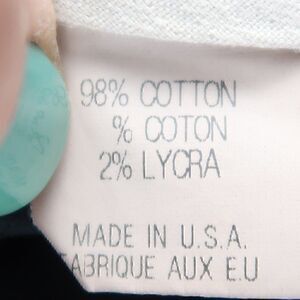 98% COTTON
% COTON
2% LYCRA
MADE IN U.S.A.
FABRIQUE AUX E.U